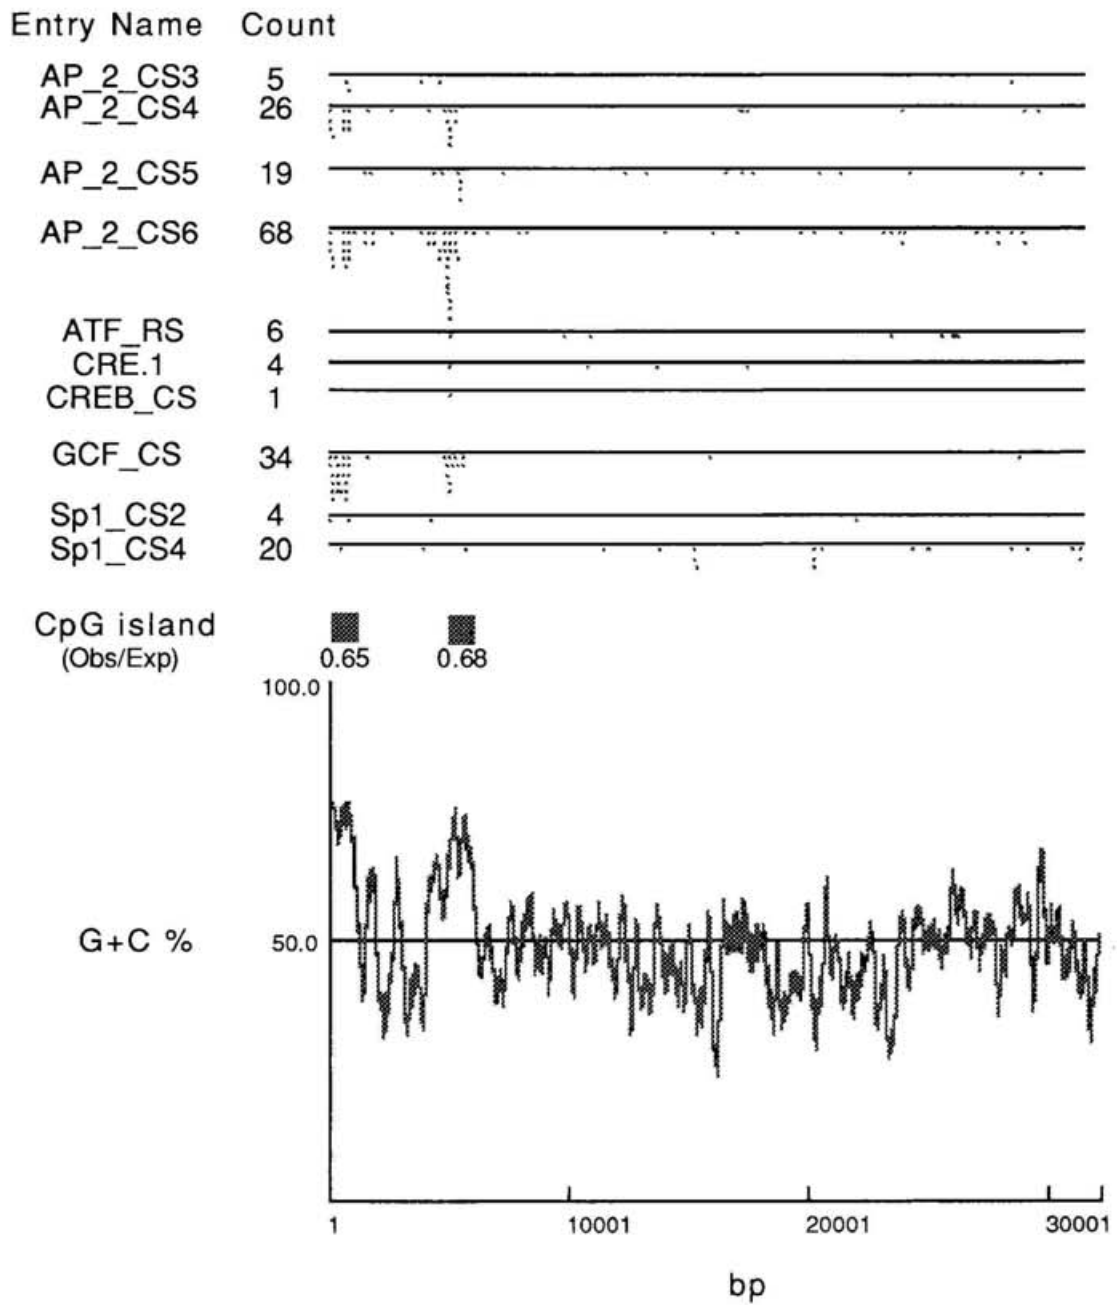 Entry Name Count
AP_2_CS3 5
AP_2_CS4 26
AP_2_CS5 19
AP_2_CS6 68
ATF_RS 6
CRE.1 4
CREB_CS 1
GCF_CS 34
Sp1_CS2 4
Sp1_CS4 20
CpG island
(Obs/Exp) 0.65 0.68
100.0
G+C % 50.0
1 10001 20001 30001
bp